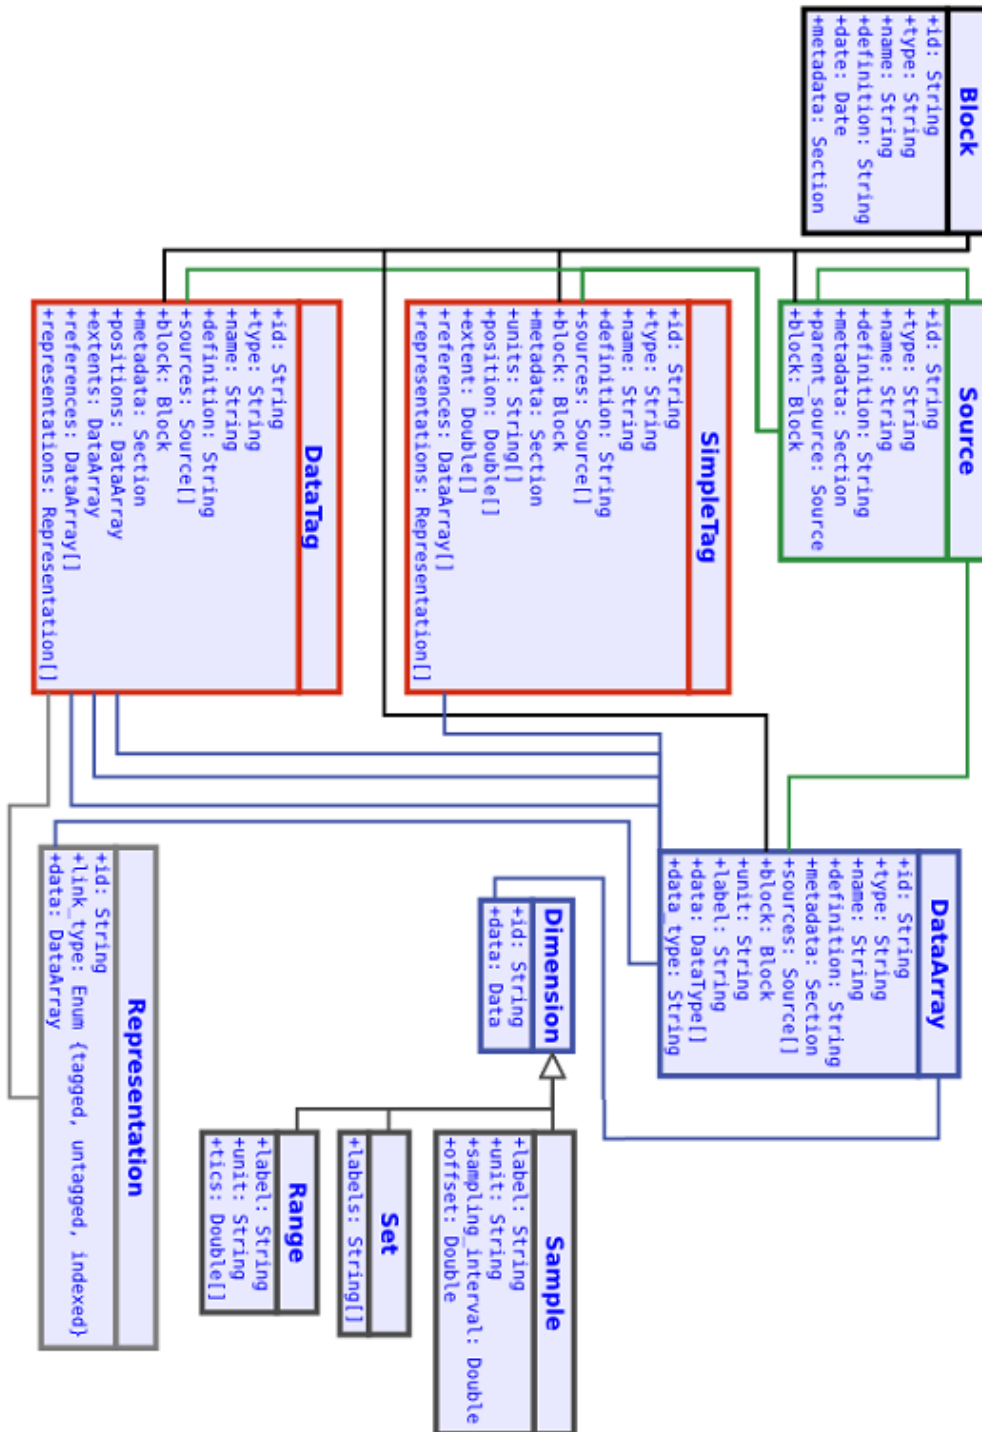 Block
+id: String
+type: String
+name: String
+definition: String
+date: Date
+metadata: Section
Source
+id: String
+type: String
+name: String
+definition: String
+metadata: Section
+parent_source: Source
+block: Block
SimpleTag
+id: String
+type: String
+name: String
+definition: String
+sources: Source[]
+block: Block
+metadata: Section
+units: String[]
+position: Double[]
+extent: Double[]
+references: DataArray[]
+representations: Representation[]
DataTag
+id: String
+type: String
+name: String
+definition: String
+sources: Source[]
+block: Block
+metadata: Section
+positions: DataArray
+extents: DataArray
+references: DataArray[]
+representations: Representation[]
DataArray
+id: String
+type: String
+name: String
+definition: String
+metadata: Section
+sources: Source[]
+block: Block
+unit: String
+label: String
+data: DataType[]
+data_type: String
Dimension
+id: String
+data: Data
Representation
+id: String
+link_type: Enum {tagged, untagged, indexed}
+data: DataArray
Sample
+label: String
+unit: String
+sampling_interval: Double
+offset: Double
Set
+labels: String[]
Range
+label: String
+unit: String
+tics: Double[]